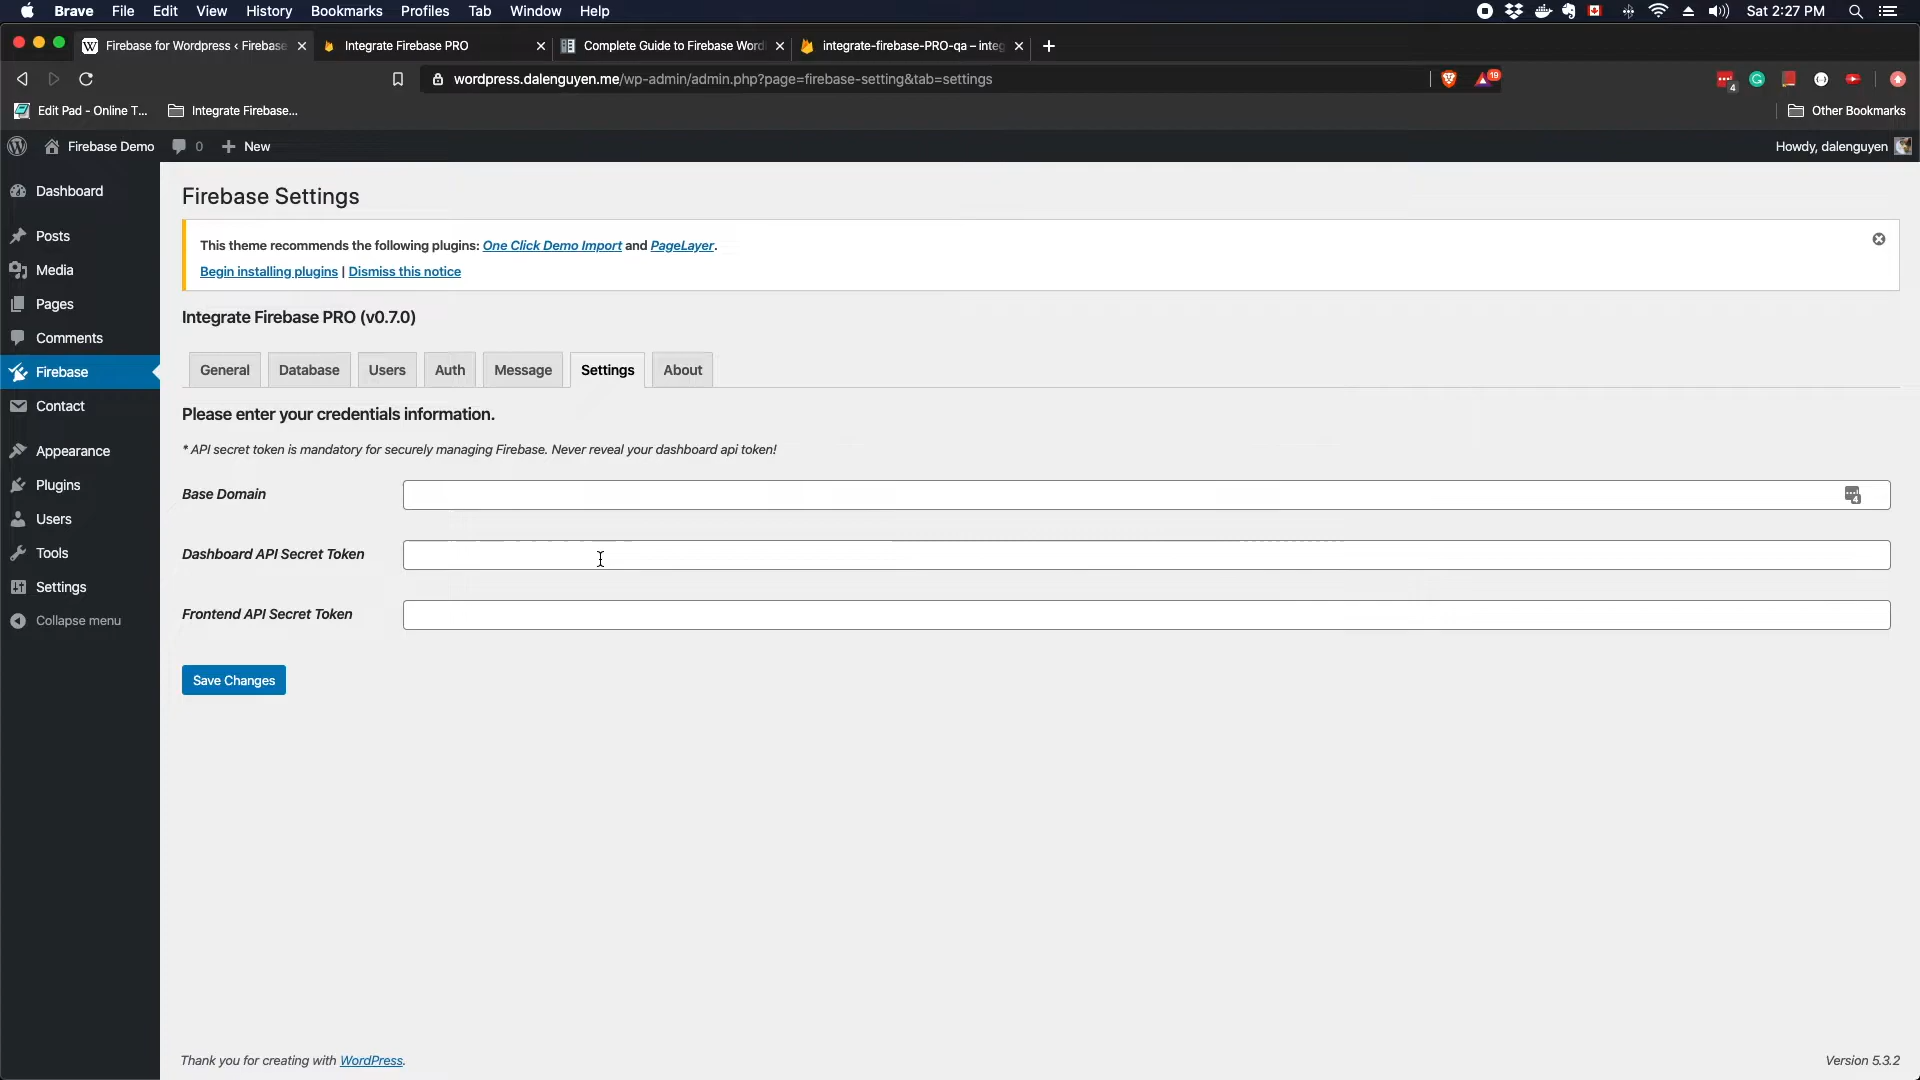 Brave File Edit View History Bookmarks Profiles Tab Window Help Sat 2:27 PM
Firebase for Wordpress ‹ Firebase Integrate Firebase PRO Complete Guide to Firebase Word integrate-firebase-PRO-qa – integ
wordpress.dalenguyen.me/wp-admin/admin.php?page=firebase-setting&tab=settings 19 4
Edit Pad - Online T... Integrate Firebase... Other Bookmarks
Firebase Demo 0 New Howdy, dalenguyen
Dashboard
Posts
Media
Pages
Comments
Firebase
Contact
Appearance
Plugins
Users
Tools
Settings
Collapse menu
Firebase Settings
This theme recommends the following plugins: One Click Demo Import and PageLayer.
Begin installing plugins | Dismiss this notice
Integrate Firebase PRO (v0.7.0)
General Database Users Auth Message Settings About
Please enter your credentials information.
* API secret token is mandatory for securely managing Firebase. Never reveal your dashboard api token!
Base Domain 4
Dashboard API Secret Token
Frontend API Secret Token
Save Changes
Thank you for creating with WordPress. Version 5.3.2